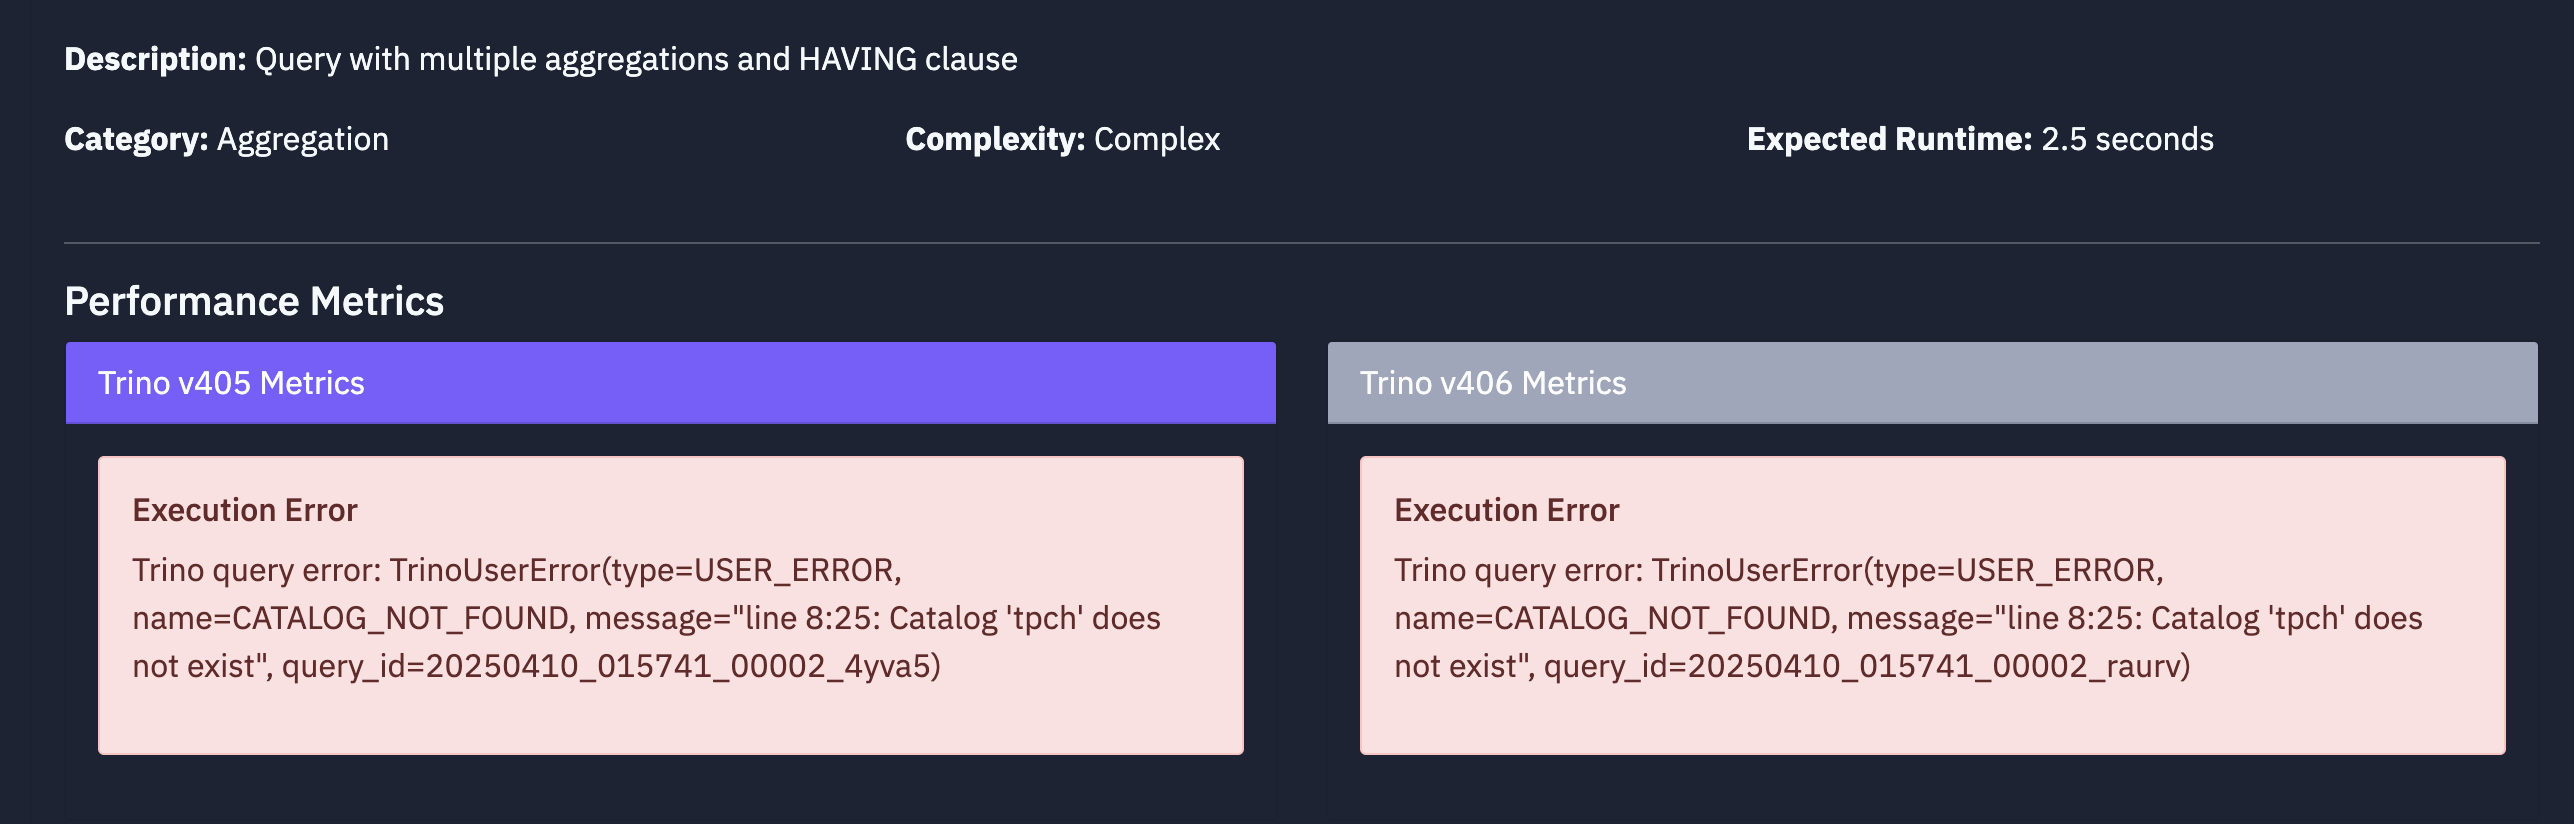 Description: Query with multiple aggregations and HAVING clause
Category: Aggregation
Complexity: Complex
Expected Runtime: 2.5 seconds
Performance Metrics
Trino v405 Metrics
Execution Error
Trino query error: TrinoUserError(type=USER_ERROR,
name=CATALOG_NOT_FOUND, message="line 8:25: Catalog 'tpch' does
not exist", query_id=20250410_015741_00002_4yva5)
Trino v406 Metrics
Execution Error
Trino query error: TrinoUserError(type=USER_ERROR,
name=CATALOG_NOT_FOUND, message="line 8:25: Catalog 'tpch' does
not exist", query_id=20250410_015741_00002_raurv)